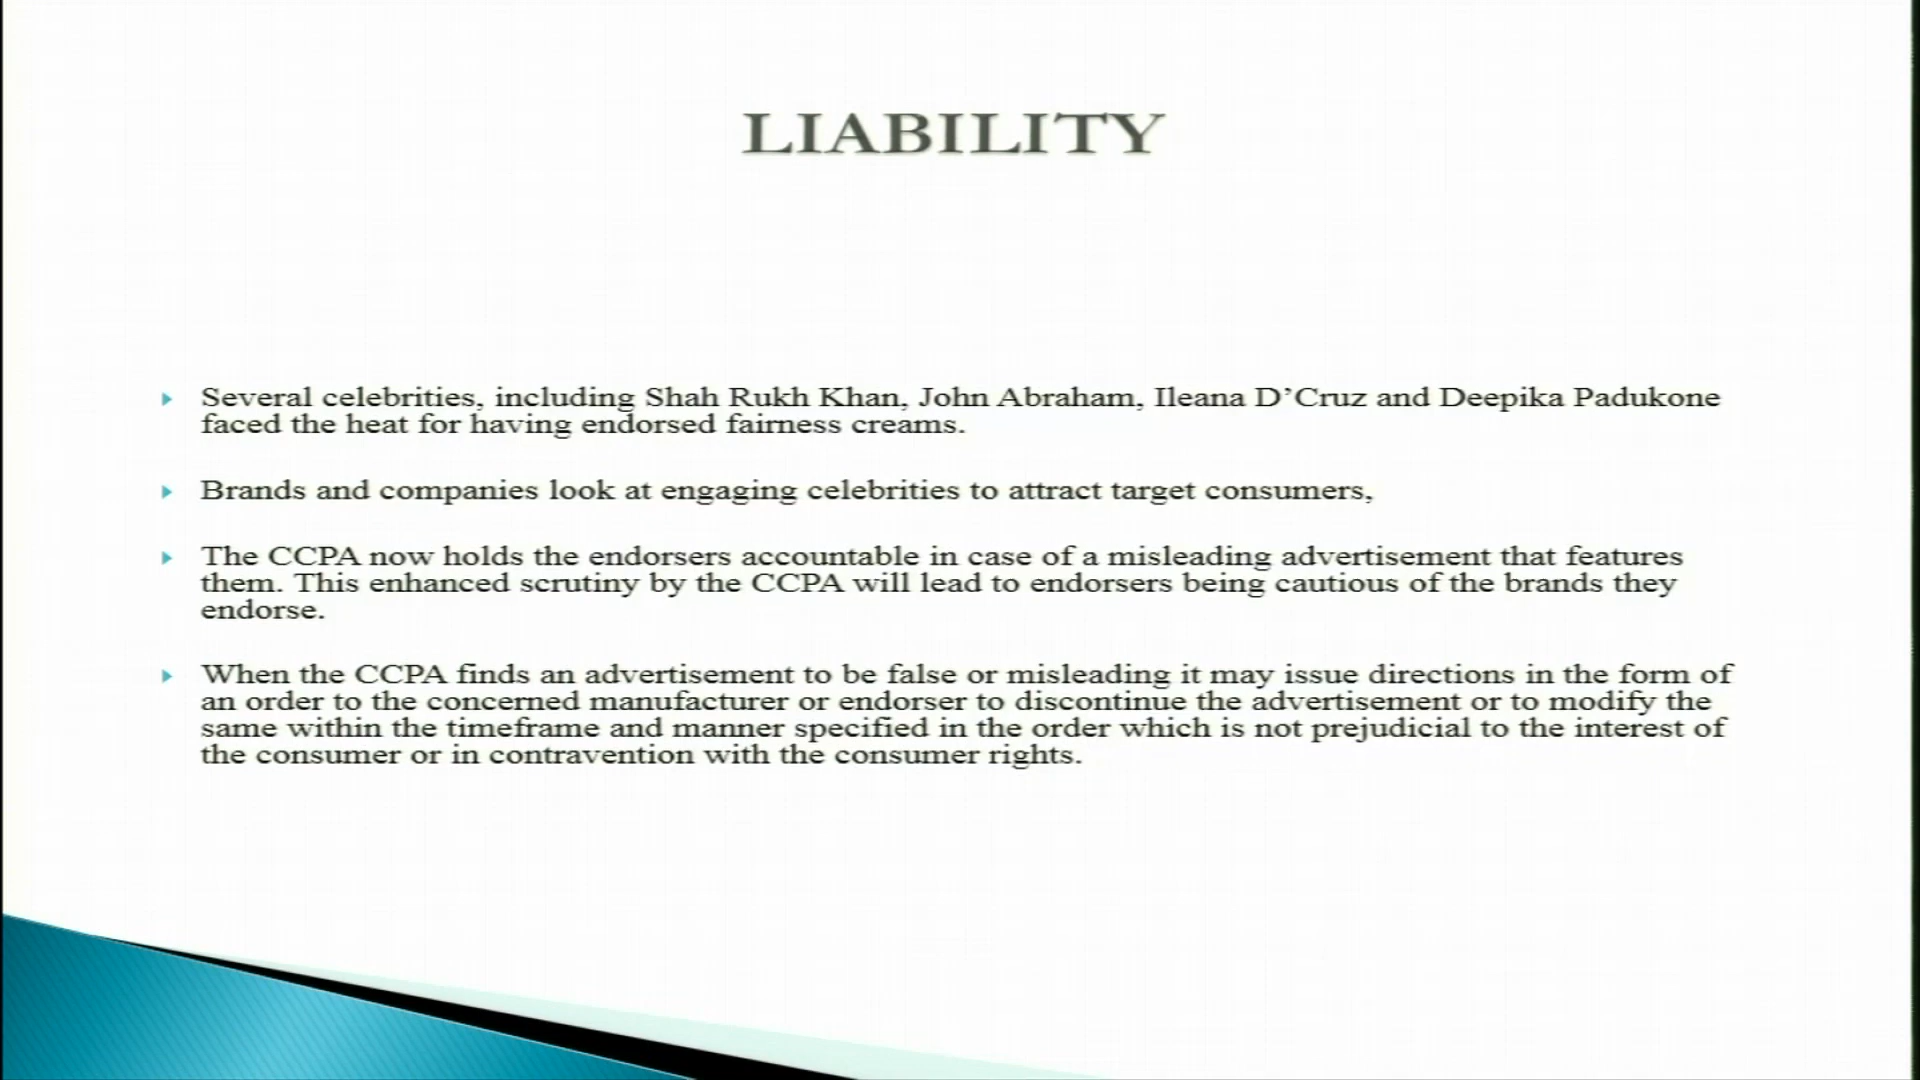 LIABILITY
Several celebrities, including Shah Rukh Khan, John Abraham, Ileana D’Cruz and Deepika Padukone
faced the heat for having endorsed fairness creams.
Brands and companies look at engaging celebrities to attract target consumers,
The CCPA now holds the endorsers accountable in case of a misleading advertisement that features
them. This enhanced scrutiny by the CCPA will lead to endorsers being cautious of the brands they
endorse.
When the CCPA finds an advertisement to be false or misleading it may issue directions in the form of
an order to the concerned manufacturer or endorser to discontinue the advertisement or to modify the
same within the timeframe and manner specified in the order which is not prejudicial to the interest of
the consumer or in contravention with the consumer rights.